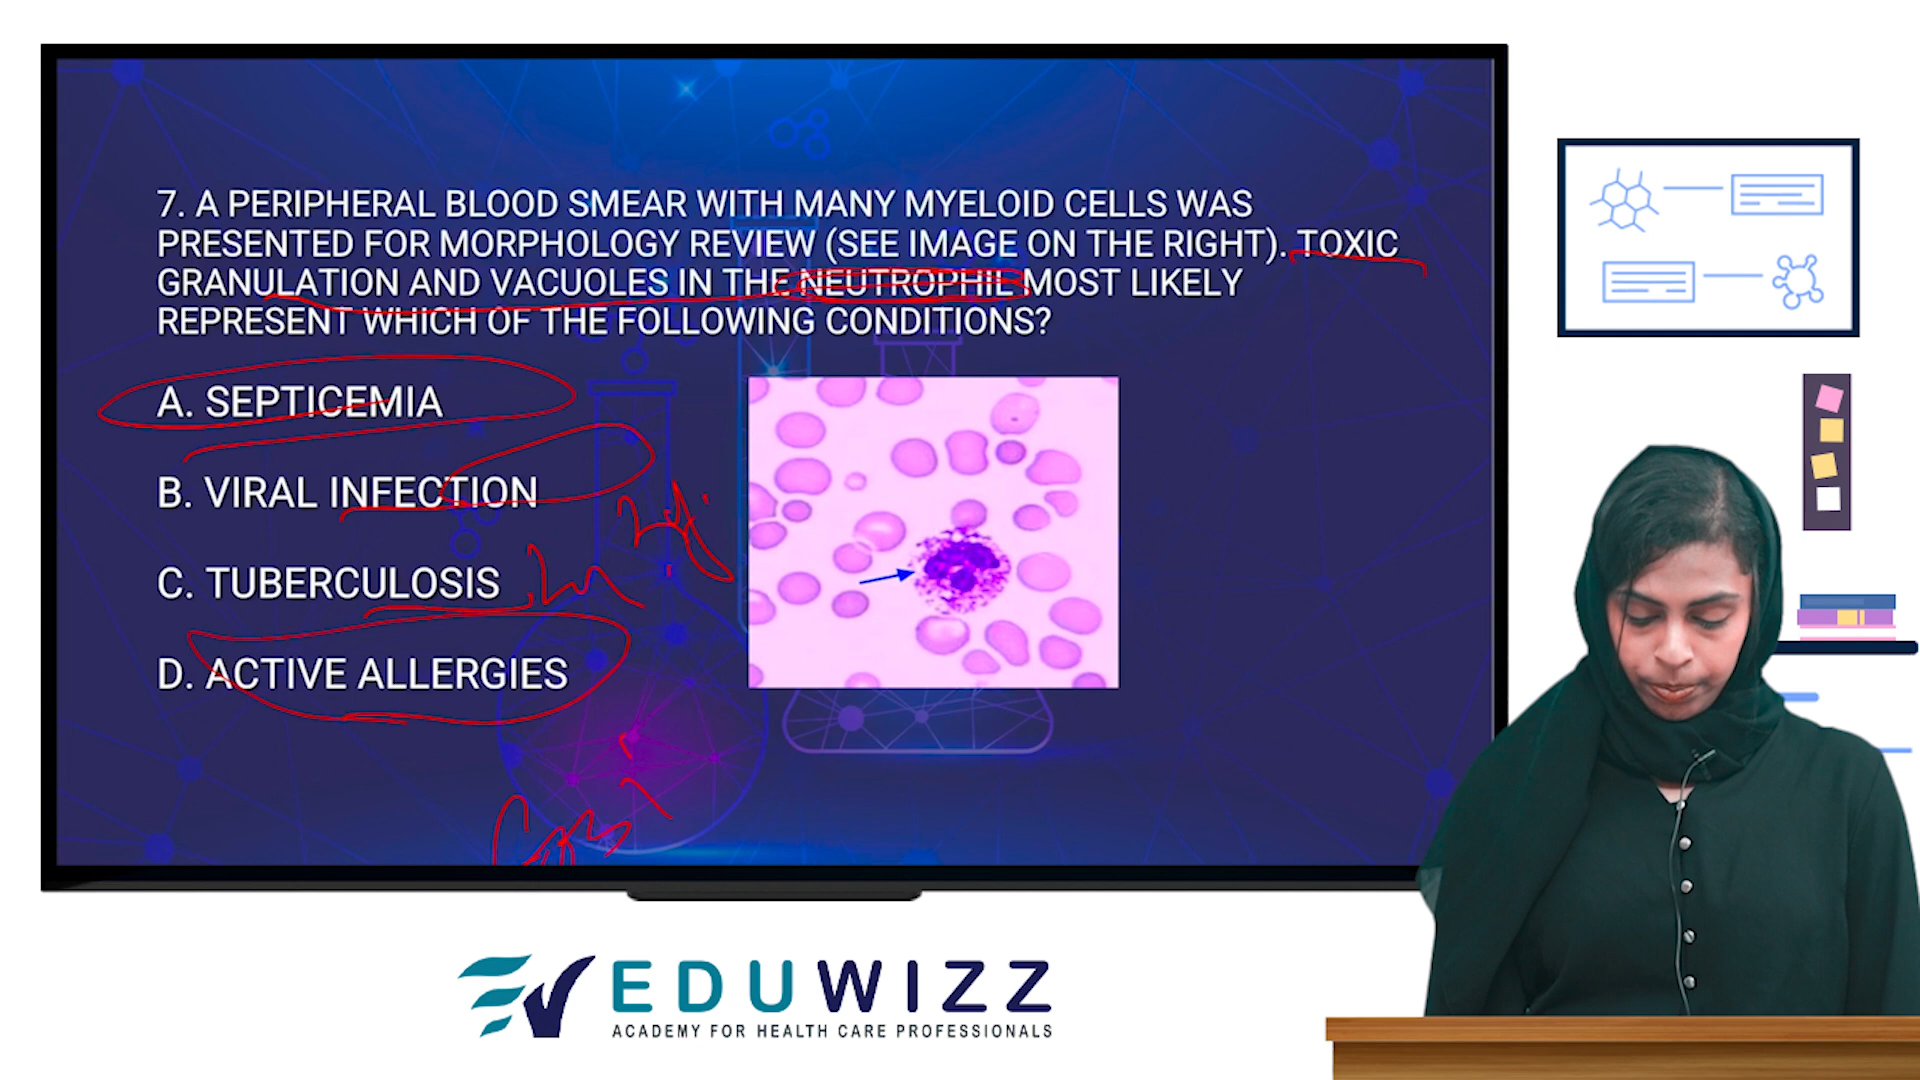 7. A PERIPHERAL BLOOD SMEAR WITH MANY MYELOID CELLS WAS
PRESENTED FOR MORPHOLOGY REVIEW (SEE IMAGE ON THE RIGHT). TOXIC
GRANULATION AND VACUOLES IN THE NEUTROPHIL MOST LIKELY
REPRESENT WHICH OF THE FOLLOWING CONDITIONS?
A. SEPTICEMIA
B. VIRAL INFECTION
C. TUBERCULOSIS
D. ACTIVE ALLERGIES
EDUWIZZ
ACADEMY FOR HEALTH CARE PROFESSIONALS